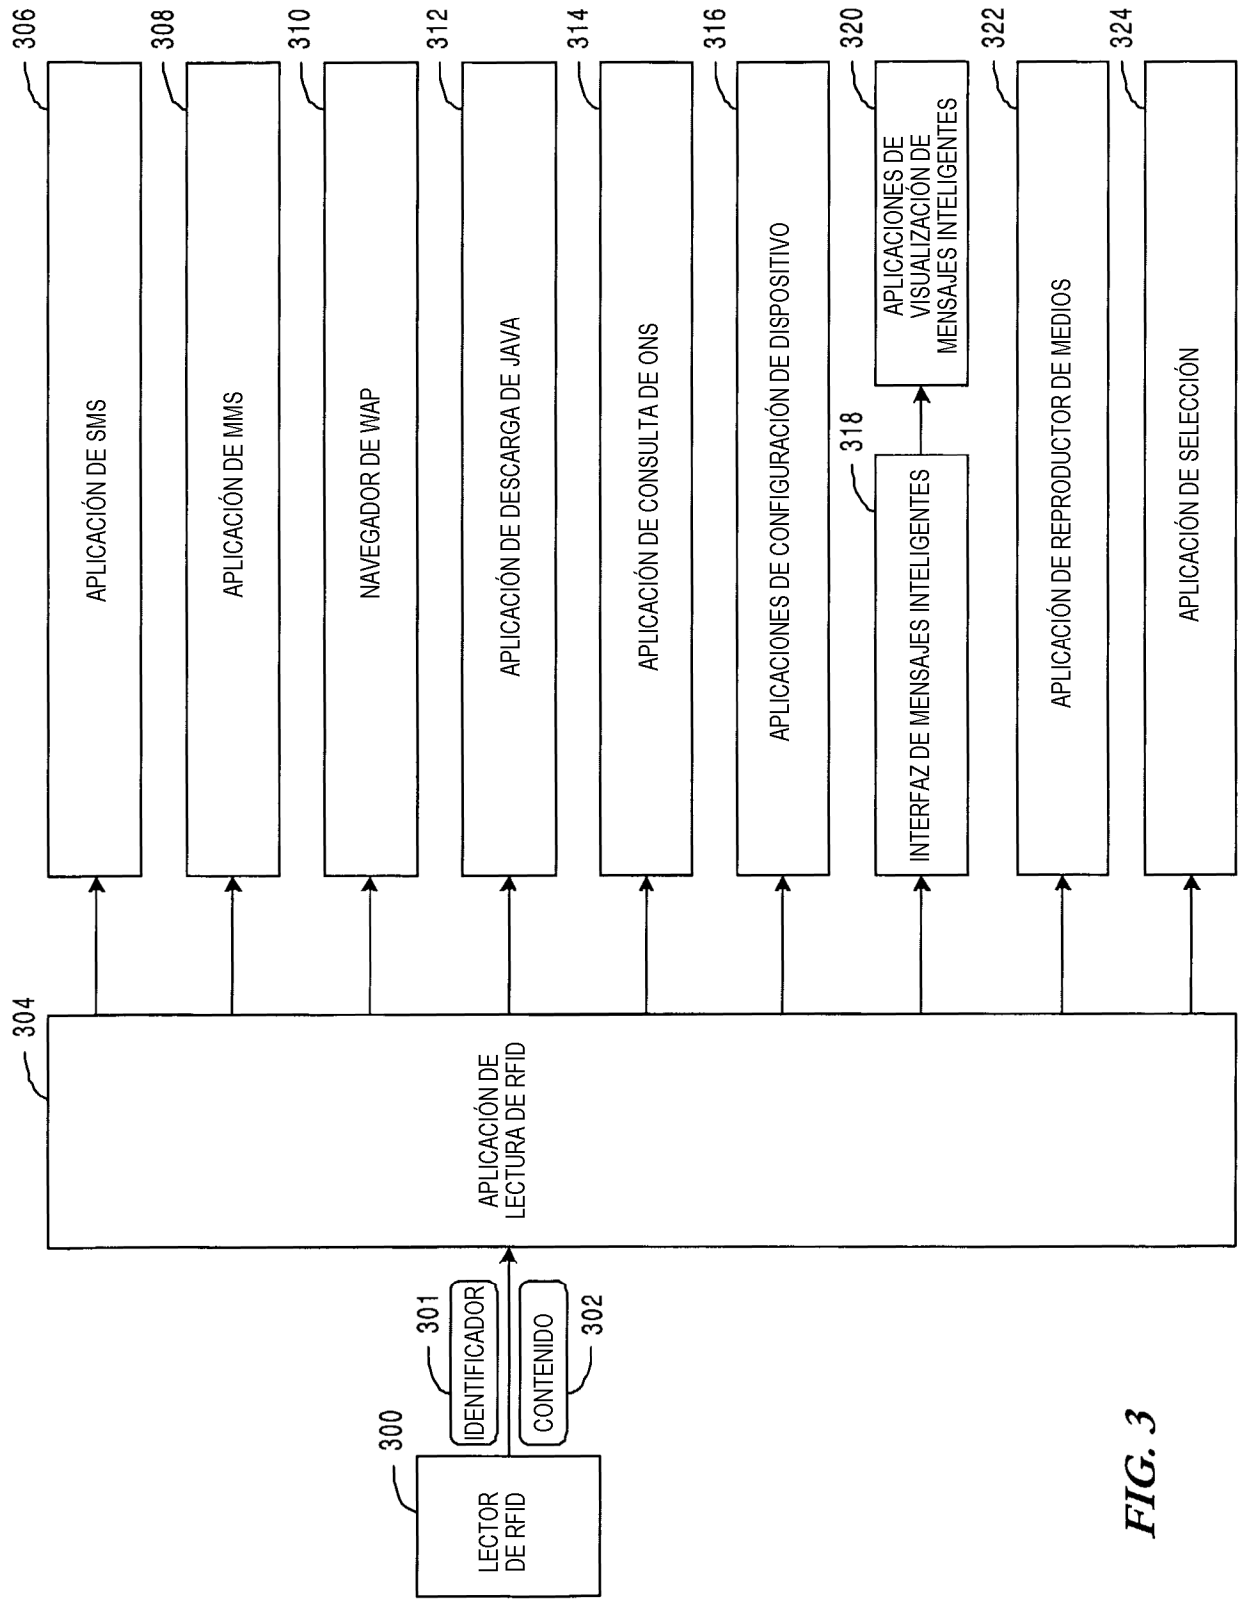 300
LECTOR
DE RFID
301
IDENTIFICADOR
CONTENIDO
302
304
APLICACIÓN DE
LECTURA DE RFID
306
APLICACIÓN DE SMS
308
APLICACIÓN DE MMS
310
NAVEGADOR DE WAP
312
APLICACIÓN DE DESCARGA DE JAVA
314
APLICACIÓN DE CONSULTA DE ONS
316
APLICACIONES DE CONFIGURACIÓN DE DISPOSITIVO
318
INTERFAZ DE MENSAJES INTELIGENTES
320
APLICACIONES DE
VISUALIZACIÓN DE
MENSAJES INTELIGENTES
322
APLICACIÓN DE REPRODUCTOR DE MEDIOS
324
APLICACIÓN DE SELECCIÓN
FIG. 3